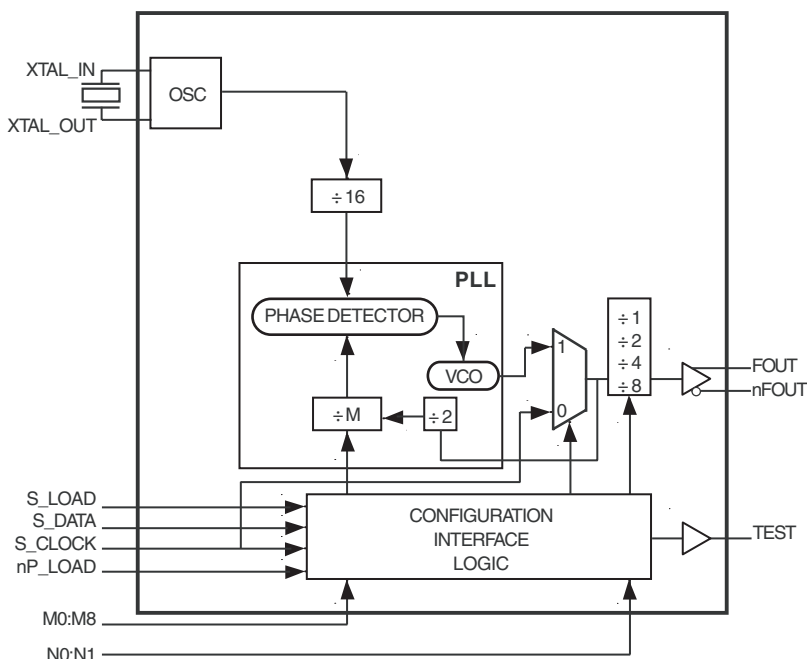 XTAL_IN
OSC
XTAL_OUT
÷ 16
PLL
PHASE DETECTOR
VCO
÷ M
÷ 2
1
0
÷ 1
÷ 2
÷ 4
÷ 8
FOUT
nFOUT
S_LOAD
S_DATA
S_CLOCK
nP_LOAD
CONFIGURATION
INTERFACE
LOGIC
TEST
M0:M8
N0:N1